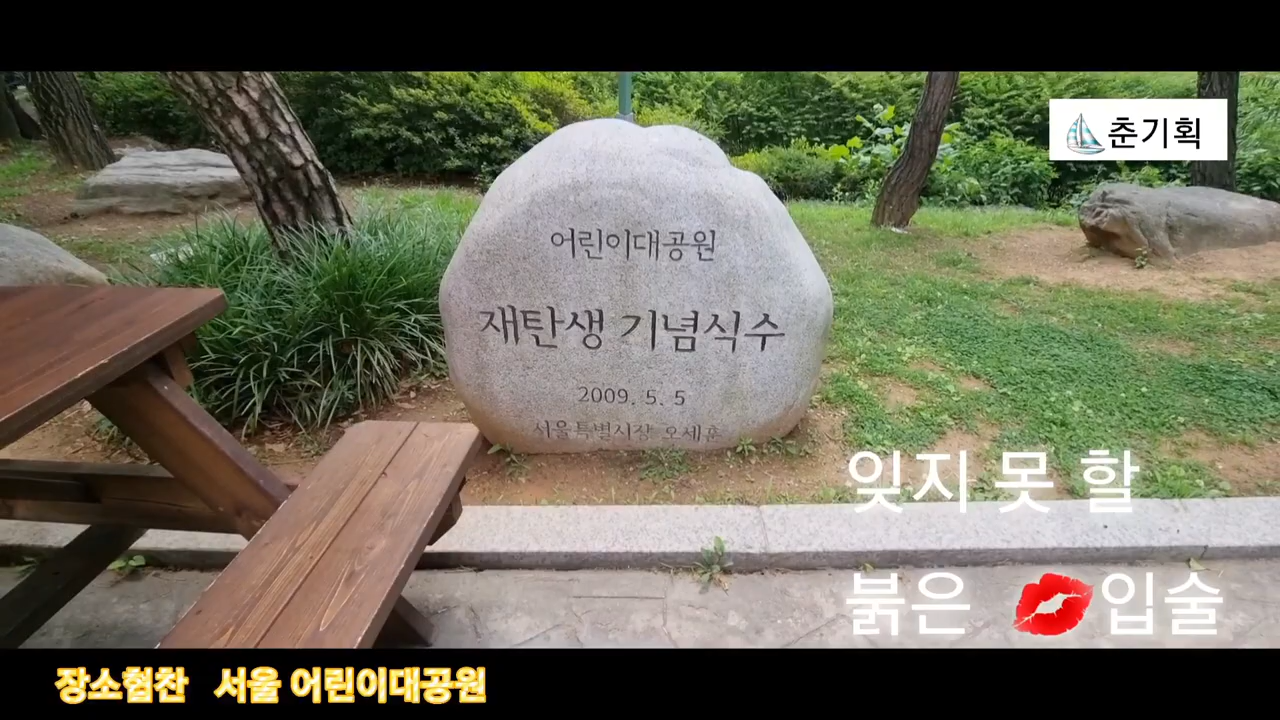 춘기획
어린이대공원
재탄생 기념식수
2009. 5. 5
서울특별시장 오세훈
잊지 못 할
붉은 입술
장소협찬 서울 어린이대공원